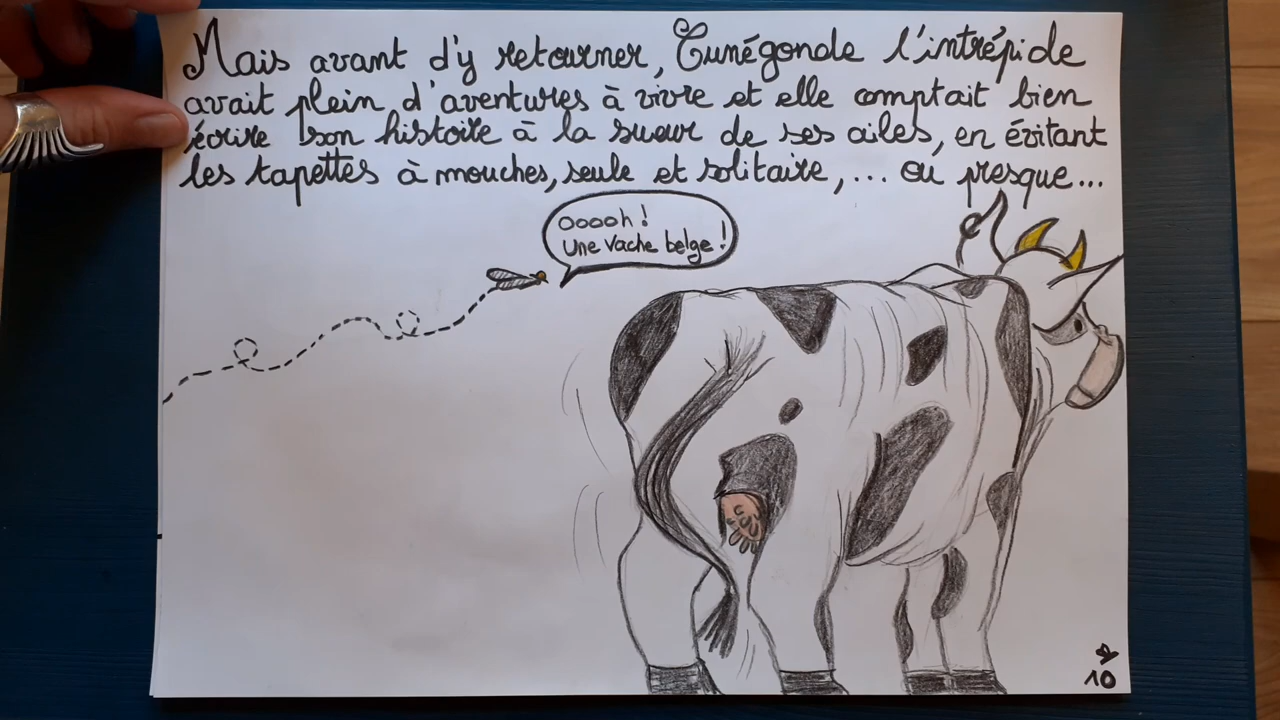 Mais avant d'y retourner, Cunégonde l'intrépide
avait plein d'aventures à vivre et elle comptait bien
écrire son histoire à la sueur de ses ailes, en évitant
les tapettes à mouches, seule et solitaire, ... ou presque...
Ooooh !
Une vache belge !
10